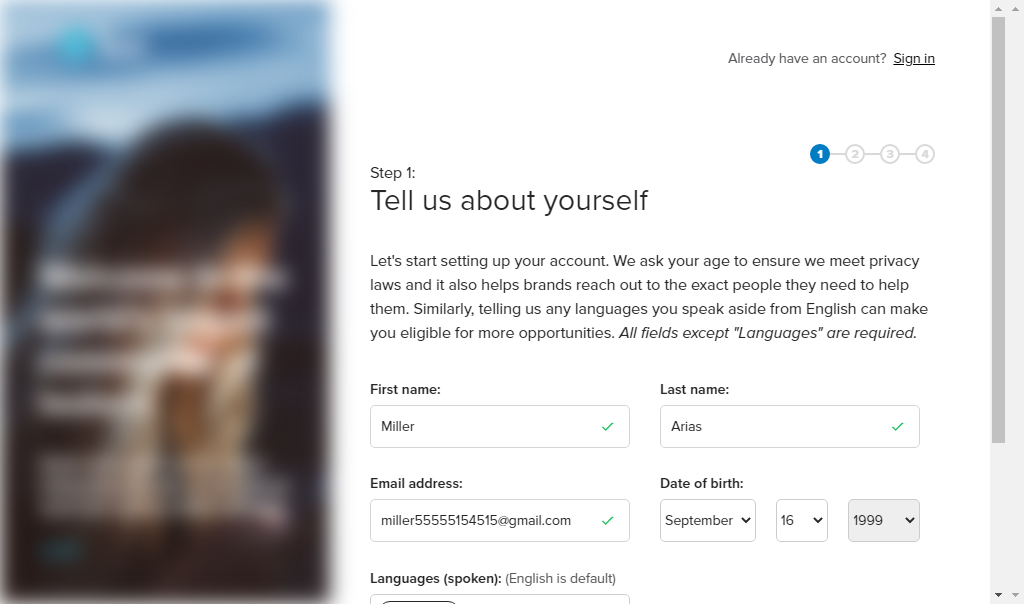 Already have an account? Sign in
1 2 3 4
Step 1:
Tell us about yourself
Let's start setting up your account. We ask your age to ensure we meet privacy
laws and it also helps brands reach out to the exact people they need to help
them. Similarly, telling us any languages you speak aside from English can make
you eligible for more opportunities. All fields except "Languages" are required.
First name: Last name:
Miller Arias
Email address: Date of birth:
miller55555154515@gmail.com September 16 1999
Languages (spoken): (English is default)